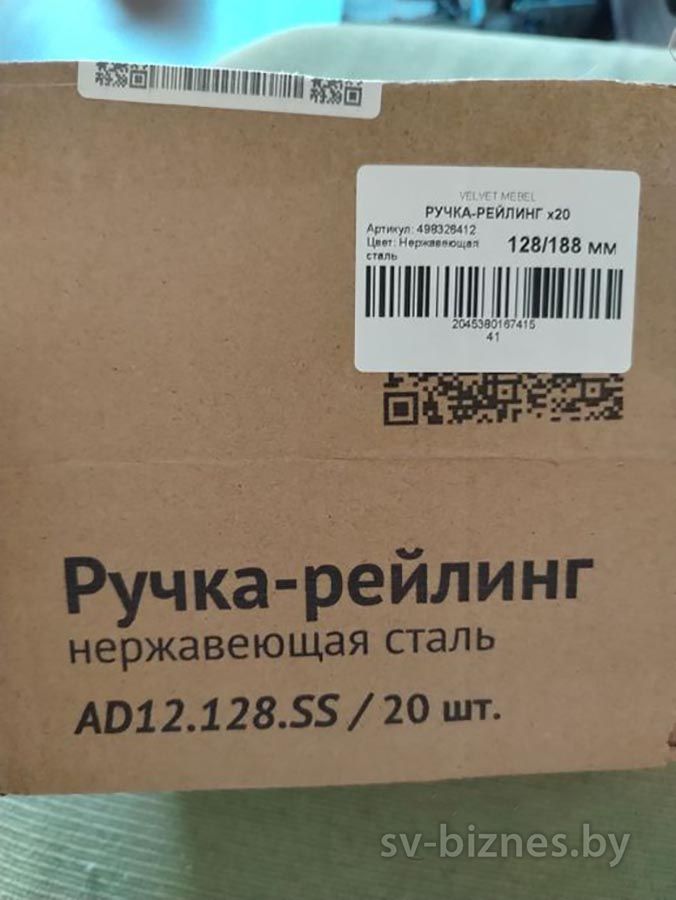 VELVET MEBEL
РУЧКА-РЕЙЛИНГ x20
Артикул: 498326412
Цвет: Нержавеющая
сталь
128/188 мм
2045380167415
41
Ручка-рейлинг
нержавеющая сталь
AD12.128.SS / 20 шт.
sv-biznes.by